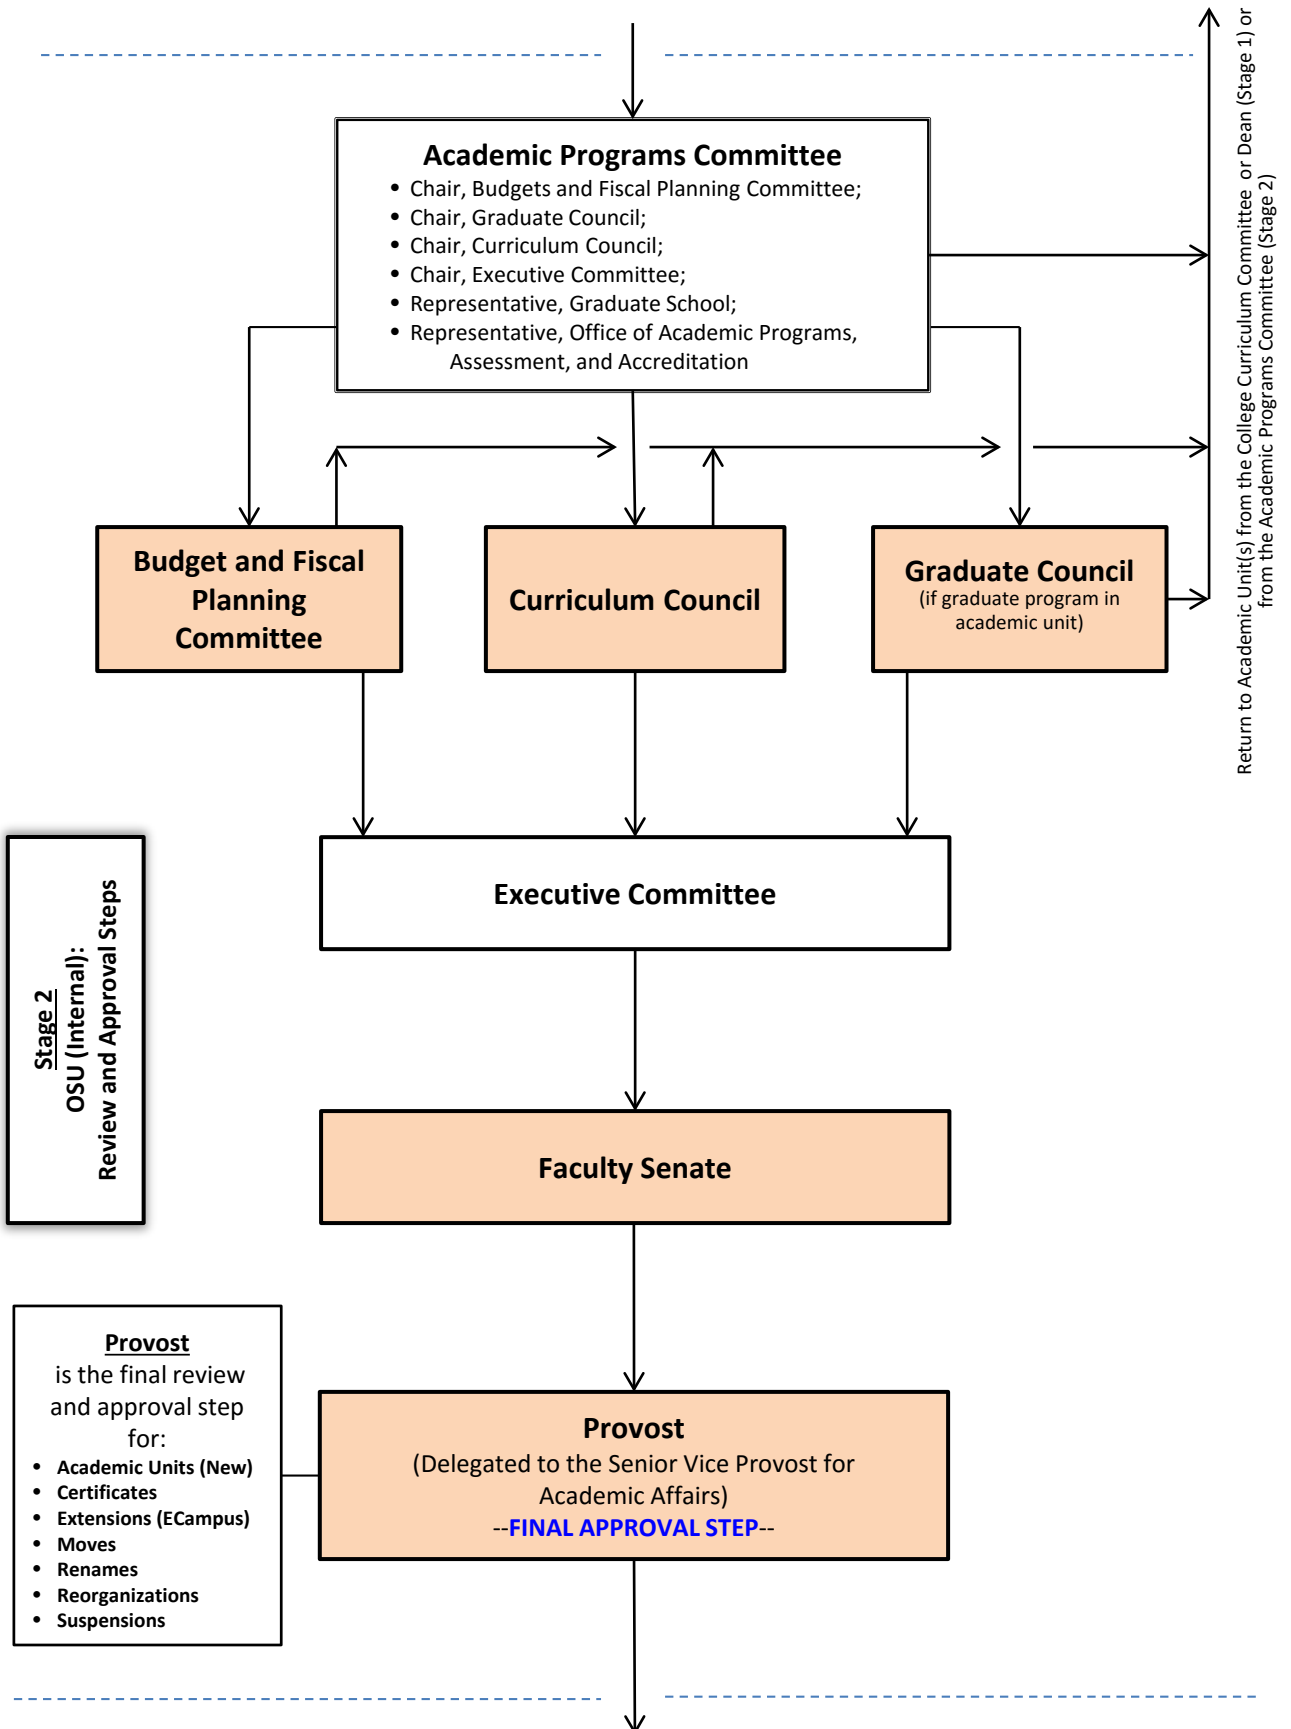 Academic Programs Committee
• Chair, Budgets and Fiscal Planning Committee;
• Chair, Graduate Council;
• Chair, Curriculum Council;
• Chair, Executive Committee;
• Representative, Graduate School;
• Representative, Office of Academic Programs,
Assessment, and Accreditation
Return to Academic Unit(s) from the College Curriculum Committee or Dean (Stage 1) or
from the Academic Programs Committee (Stage 2)
Budget and Fiscal
Planning
Committee
Curriculum Council
Graduate Council
(if graduate program in
academic unit)
Executive Committee
Stage 2
OSU (Internal):
Review and Approval Steps
Faculty Senate
Provost
is the final review
and approval step
for:
• Academic Units (New)
• Certificates
• Extensions (ECampus)
• Moves
• Renames
• Reorganizations
• Suspensions
Provost
(Delegated to the Senior Vice Provost for
Academic Affairs)
--FINAL APPROVAL STEP--